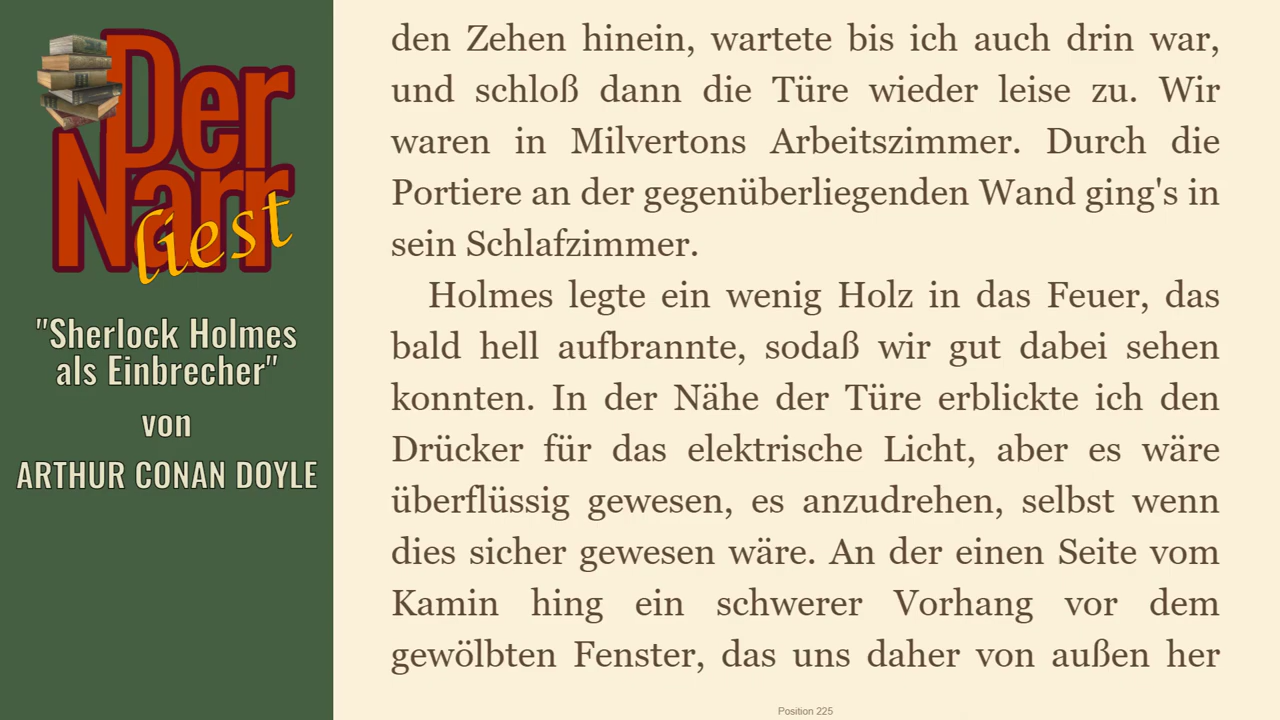 Der
Narr
liest
"Sherlock Holmes
als Einbrecher"
von
ARTHUR CONAN DOYLE
den Zehen hinein, wartete bis ich auch drin war,
und schloß dann die Türe wieder leise zu. Wir
waren in Milvertons Arbeitszimmer. Durch die
Portiere an der gegenüberliegenden Wand ging's in
sein Schlafzimmer.
Holmes legte ein wenig Holz in das Feuer, das
bald hell aufbrannte, sodaß wir gut dabei sehen
konnten. In der Nähe der Türe erblickte ich den
Drücker für das elektrische Licht, aber es wäre
überflüssig gewesen, es anzudrehen, selbst wenn
dies sicher gewesen wäre. An der einen Seite vom
Kamin hing ein schwerer Vorhang vor dem
gewölbten Fenster, das uns daher von außen her
Position 225